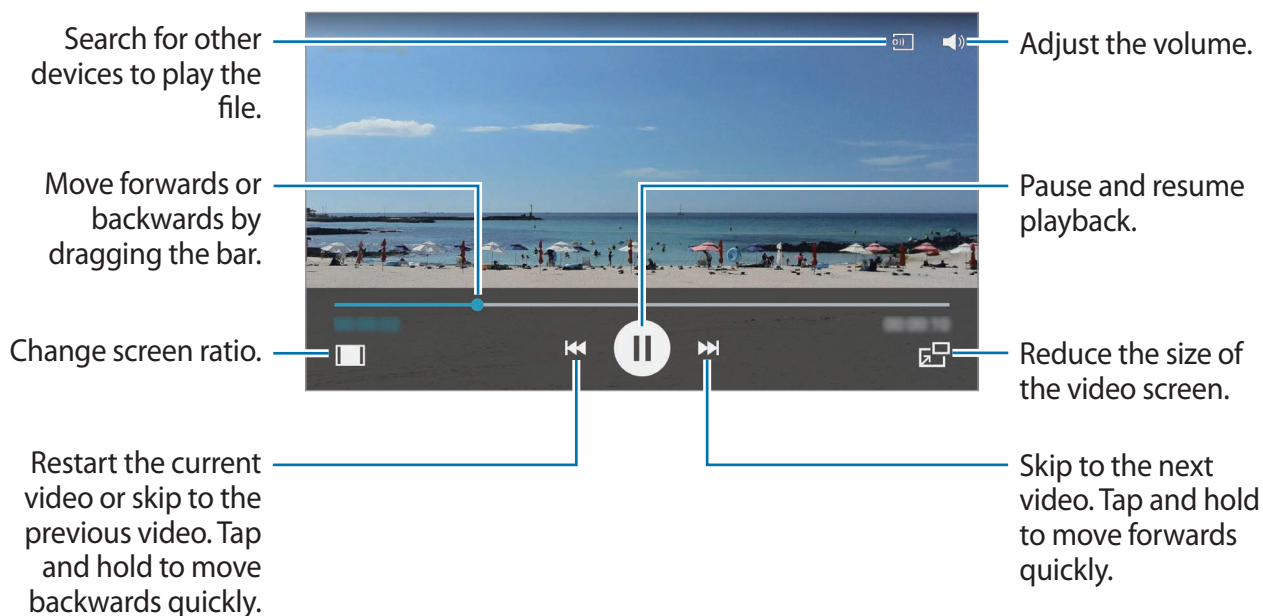 Search for other
devices to play the
file.
Adjust the volume.
Move forwards or
backwards by
dragging the bar.
Pause and resume
playback.
Change screen ratio.
Reduce the size of
the video screen.
Restart the current
video or skip to the
previous video. Tap
and hold to move
backwards quickly.
Skip to the next
video. Tap and hold
to move forwards
quickly.